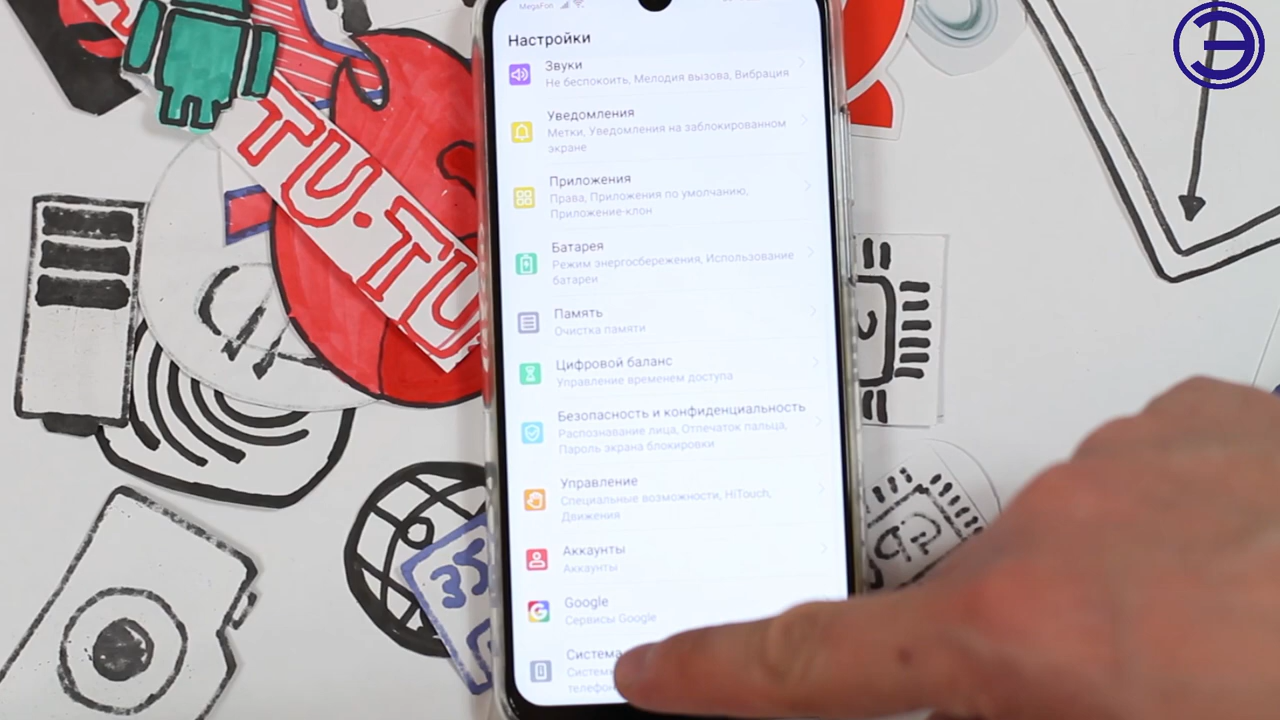 MegaFon
Настройки
Звуки
Не беспокоить, Мелодия вызова, Вибрация
Уведомления
Метки, Уведомления на заблокированном
экране
Приложения
Права, Приложения по умолчанию,
Приложение-клон
Батарея
Режим энергосбережения, Использование
батареи
Память
Очистка памяти
Цифровой баланс
Управление временем доступа
Безопасность и конфиденциальность
Распознавание лица, Отпечаток пальца,
Пароль экрана блокировки
Управление
Специальные возможности, HiTouch,
Движения
Аккаунты
Аккаунты
Google
Сервисы Google
Система
TU-TU
Э